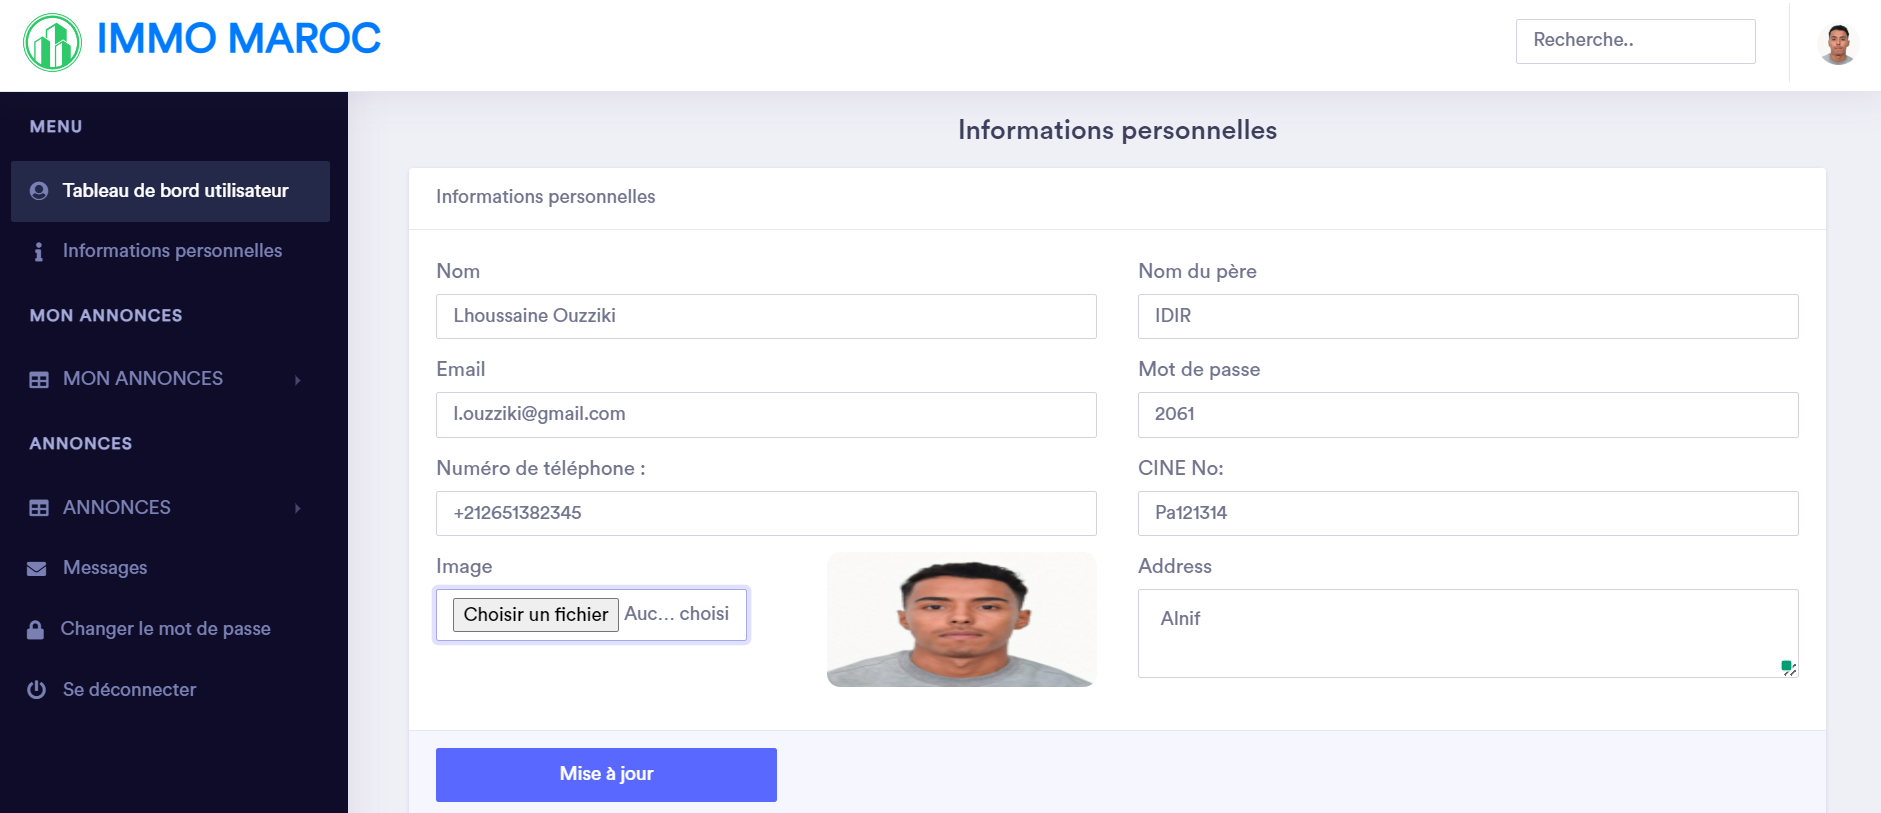 IMMO MAROC
Recherche..
MENU
Tableau de bord utilisateur
Informations personnelles
MON ANNONCES
MON ANNONCES
ANNONCES
ANNONCES
Messages
Changer le mot de passe
Se déconnecter
Informations personnelles
Informations personnelles
Nom
Lhoussaine Ouzziki
Nom du père
IDIR
Email
l.ouzziki@gmail.com
Mot de passe
2061
Numéro de téléphone :
+212651382345
CINE No:
Pa121314
Image
Choisir un fichier Auc... choisi
Address
Alnif
Mise à jour